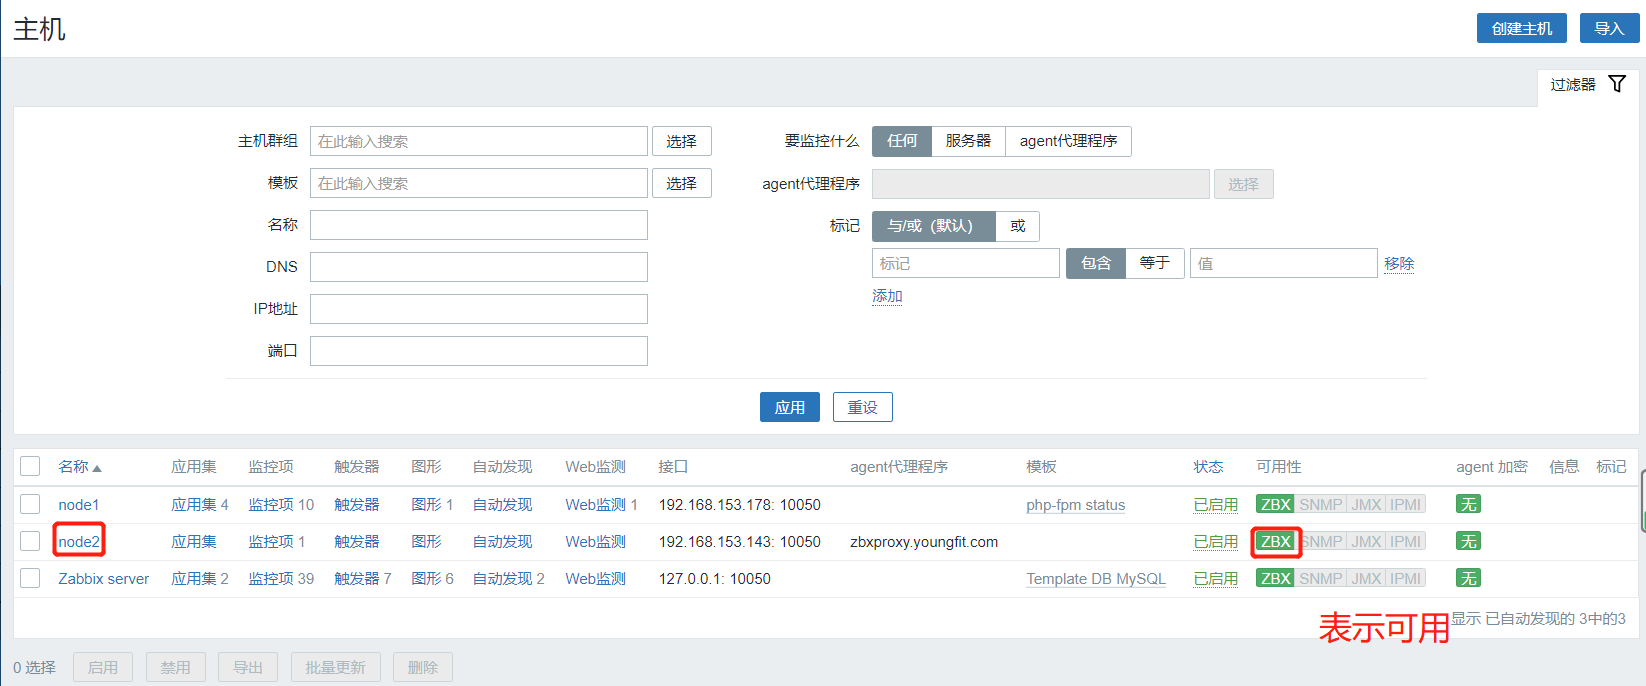 主机 创建主机 导入
过滤器
主机群组 在此输入搜索 选择 要监控什么 任何 服务器 agent代理程序
模板 在此输入搜索 选择 agent代理程序 选择
名称 标记 与/或（默认） 或
标记 包含 等于 值 移除
DNS
添加
IP地址
端口
应用 重设
名称 应用集 监控项 触发器 图形 自动发现 Web监测 接口 agent代理程序 模板 状态 可用性 agent 加密 信息 标记
node1 应用集 4 监控项 10 触发器 图形 1 自动发现 Web监测 1 192.168.153.178: 10050 php-fpm status 已启用 ZBX SNMP JMX IPMI 无
node2 应用集 监控项 1 触发器 图形 自动发现 Web监测 192.168.153.143: 10050 zbxproxy.youngfit.com 已启用 ZBX SNMP JMX IPMI 无
Zabbix server 应用集 2 监控项 39 触发器 7 图形 6 自动发现 2 Web监测 127.0.0.1: 10050 Template DB MySQL 已启用 ZBX SNMP JMX IPMI 无
表示可用 显示 已自动发现的 3中的3
0 选择 启用 禁用 导出 批量更新 删除